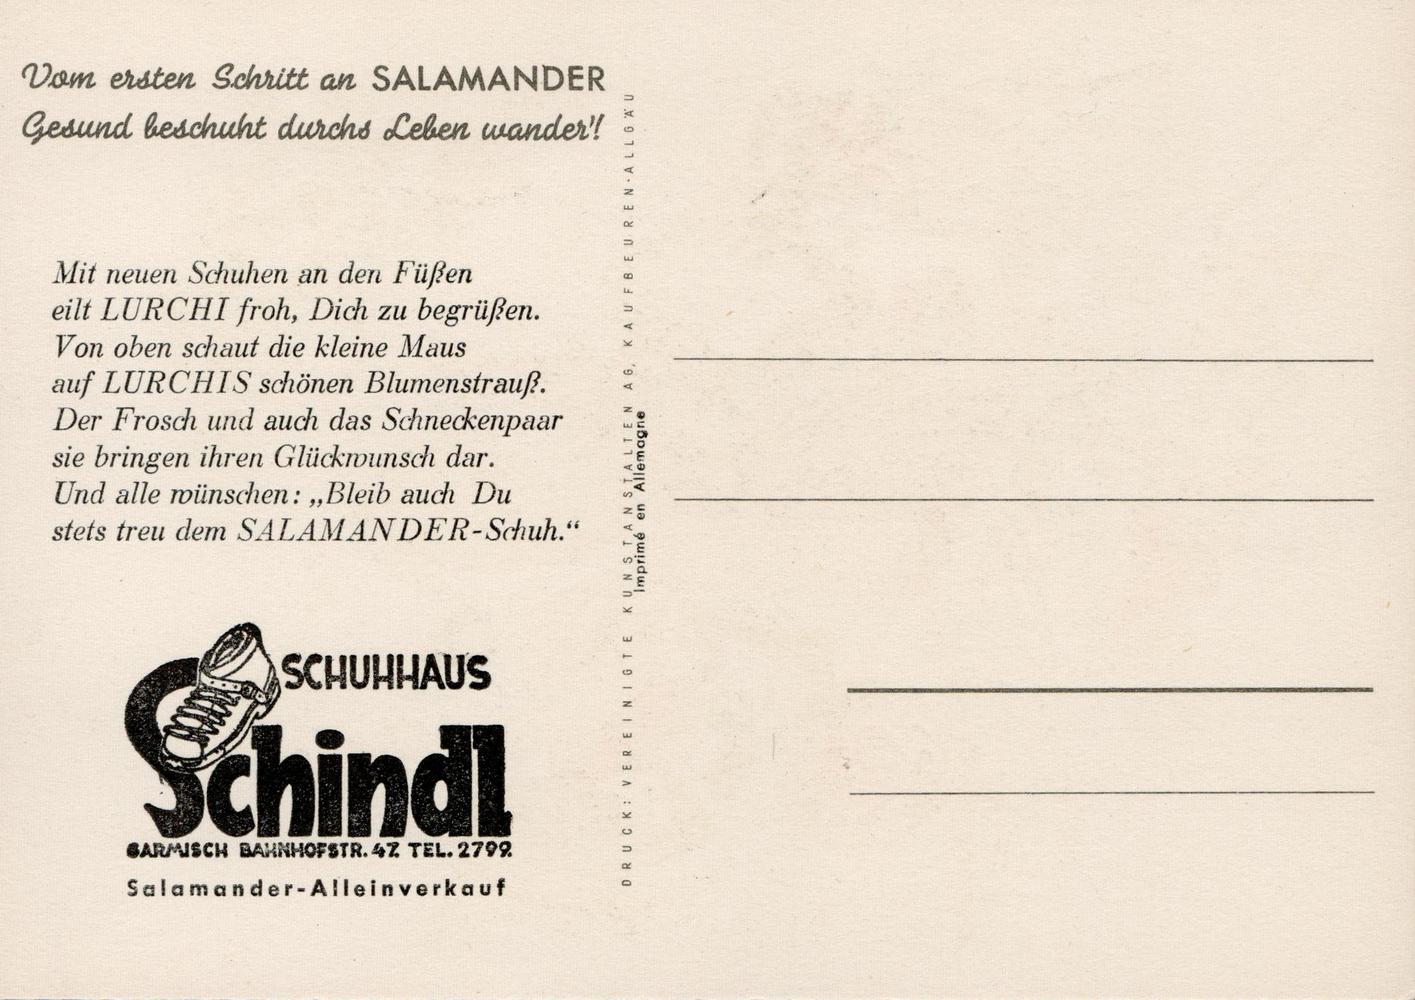 Vom ersten Schritt an SALAMANDER
Gesund beschuht durchs Leben wander'!
Mit neuen Schuhen an den Füßen
eilt LURCHI froh, Dich zu begrüßen.
Von oben schaut die kleine Maus
auf LURCHIS schönen Blumenstrauß.
Der Frosch und auch das Schneckenpaar
sie bringen ihren Glückwunsch dar.
Und alle wünschen: „Bleib auch Du
stets treu dem SALAMANDER-Schuh.“
SCHUHHAUS
Schindl
GARMISCH BAHNHOFSTR. 47. TEL. 2799.
Salamander-Alleinverkauf
DRUCK: VEREINIGTE KUNSTANSTALTEN AG, KAUFBEUREN-ALLGÄU
Imprimé en Allemagne